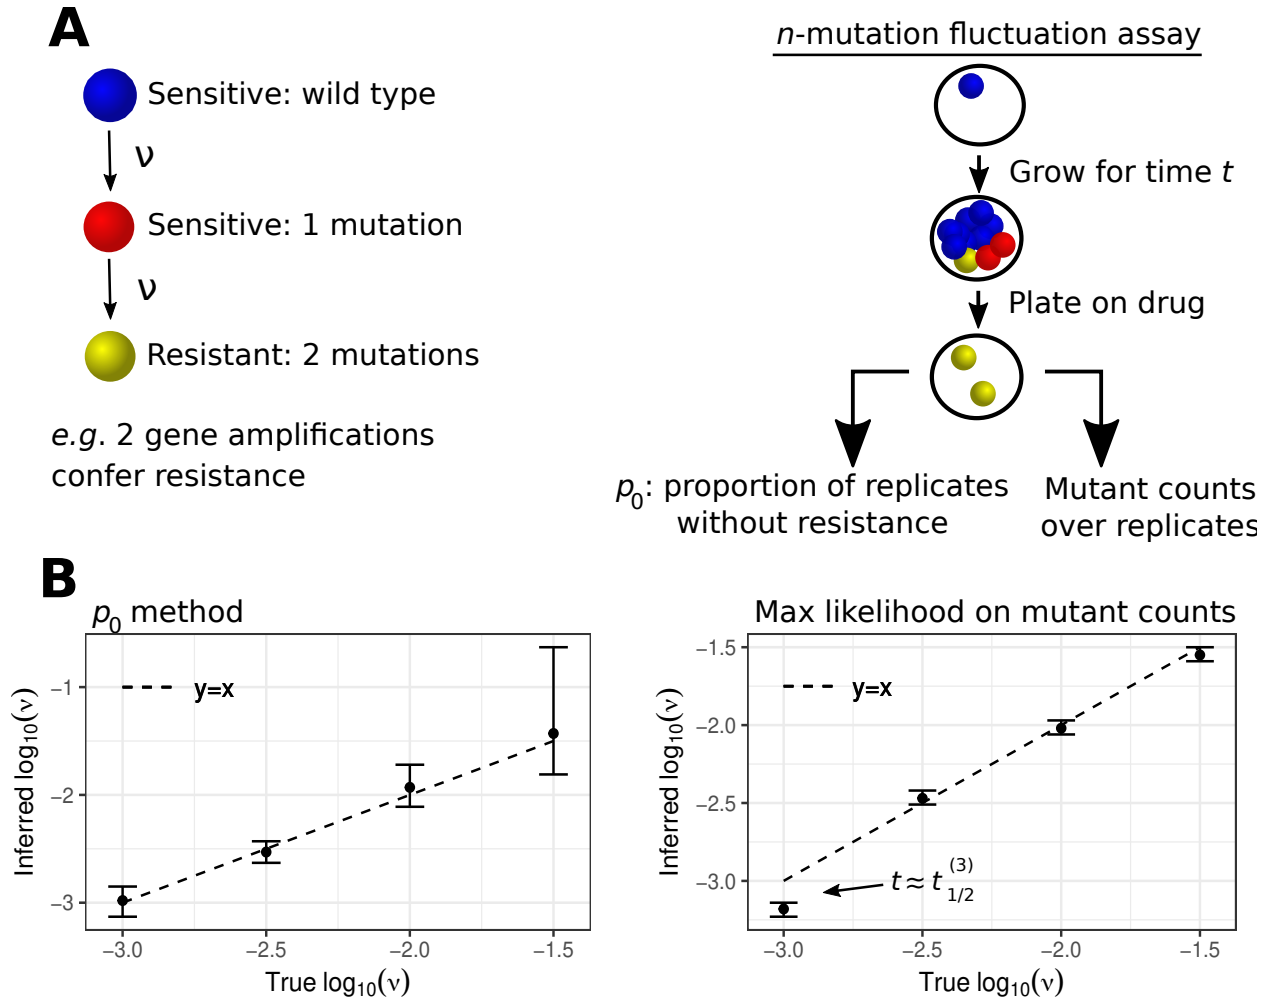 A
Sensitive: wild type
ν
Sensitive: 1 mutation
ν
Resistant: 2 mutations
e.g. 2 gene amplifications
confer resistance
n-mutation fluctuation assay
Grow for time t
Plate on drug
p0: proportion of replicates
without resistance
Mutant counts
over replicates
B
p0 method
y=x
−1
−2
−3
Inferred log10(ν)
−3.0 −2.5 −2.0 −1.5
True log10(ν)
Max likelihood on mutant counts
y=x
−1.5
−2.0
−2.5
−3.0
Inferred log10(ν)
t ≈ t1/2(3)
−3.0 −2.5 −2.0 −1.5
True log10(ν)